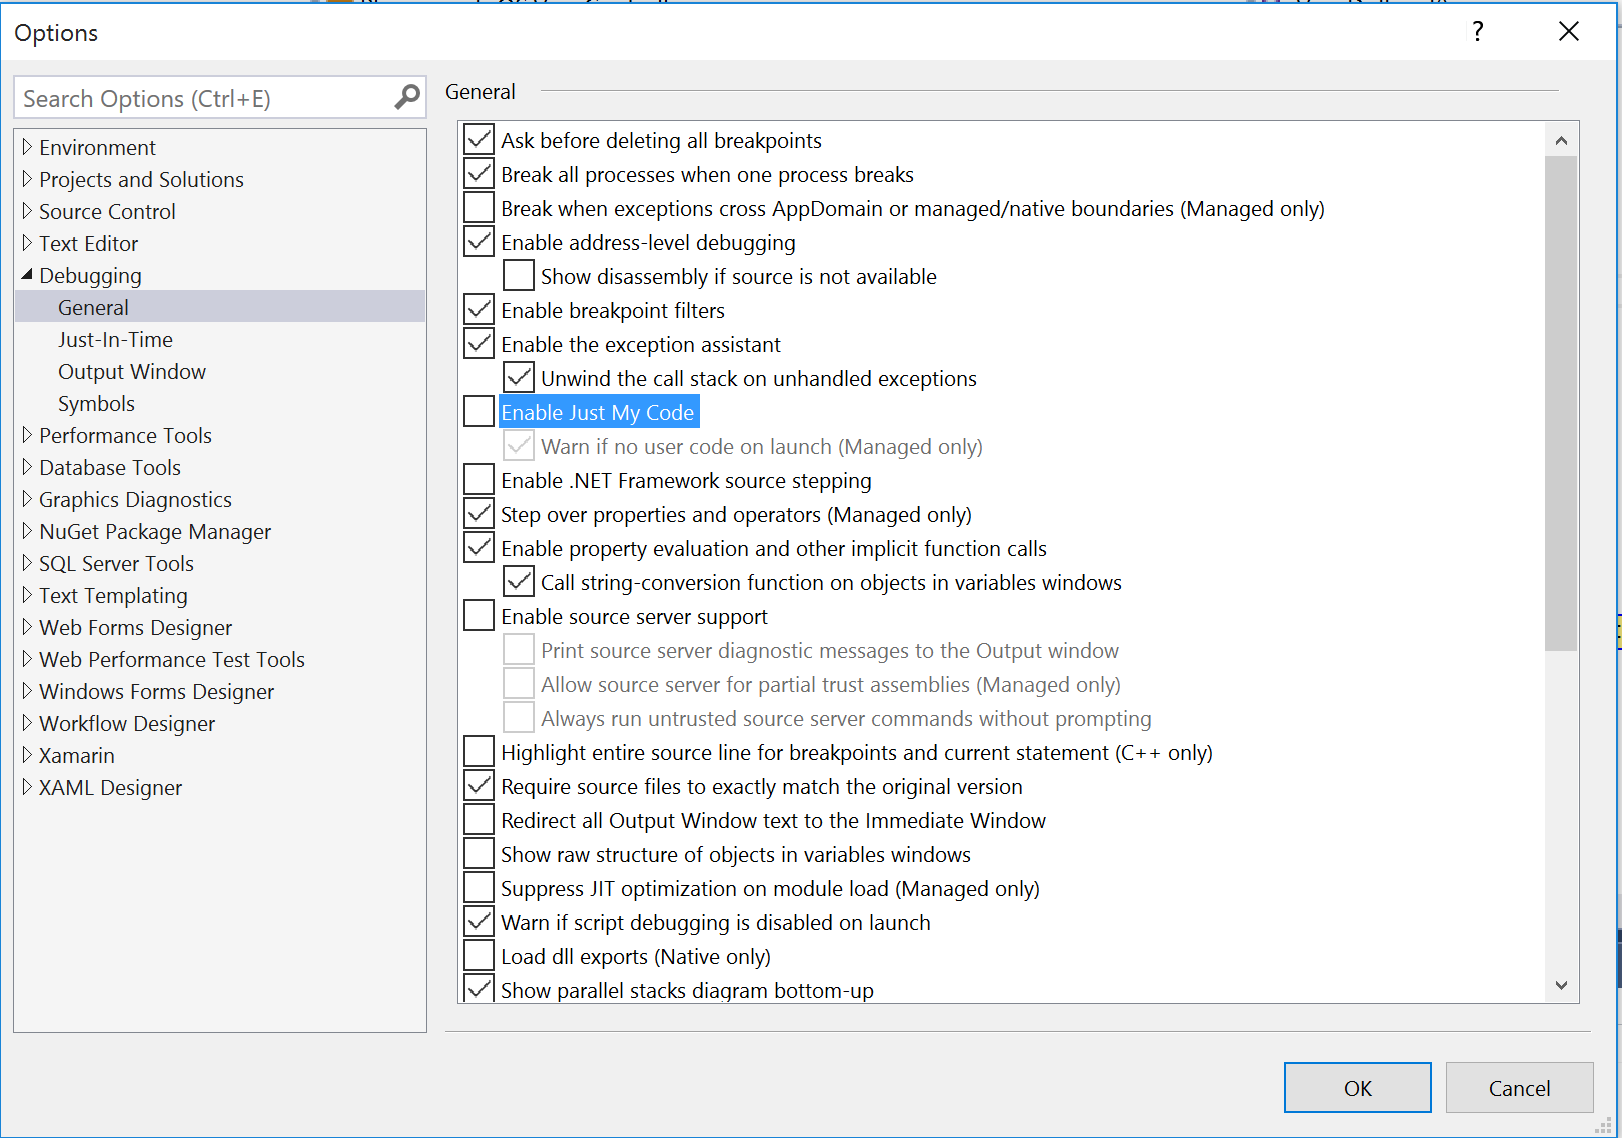 Options
?
Search Options (Ctrl+E)
Environment
Projects and Solutions
Source Control
Text Editor
Debugging
General
Just-In-Time
Output Window
Symbols
Performance Tools
Database Tools
Graphics Diagnostics
NuGet Package Manager
SQL Server Tools
Text Templating
Web Forms Designer
Web Performance Test Tools
Windows Forms Designer
Workflow Designer
Xamarin
XAML Designer
General
Ask before deleting all breakpoints
Break all processes when one process breaks
Break when exceptions cross AppDomain or managed/native boundaries (Managed only)
Enable address-level debugging
Show disassembly if source is not available
Enable breakpoint filters
Enable the exception assistant
Unwind the call stack on unhandled exceptions
Enable Just My Code
Warn if no user code on launch (Managed only)
Enable .NET Framework source stepping
Step over properties and operators (Managed only)
Enable property evaluation and other implicit function calls
Call string-conversion function on objects in variables windows
Enable source server support
Print source server diagnostic messages to the Output window
Allow source server for partial trust assemblies (Managed only)
Always run untrusted source server commands without prompting
Highlight entire source line for breakpoints and current statement (C++ only)
Require source files to exactly match the original version
Redirect all Output Window text to the Immediate Window
Show raw structure of objects in variables windows
Suppress JIT optimization on module load (Managed only)
Warn if script debugging is disabled on launch
Load dll exports (Native only)
Show parallel stacks diagram bottom-up
OK
Cancel